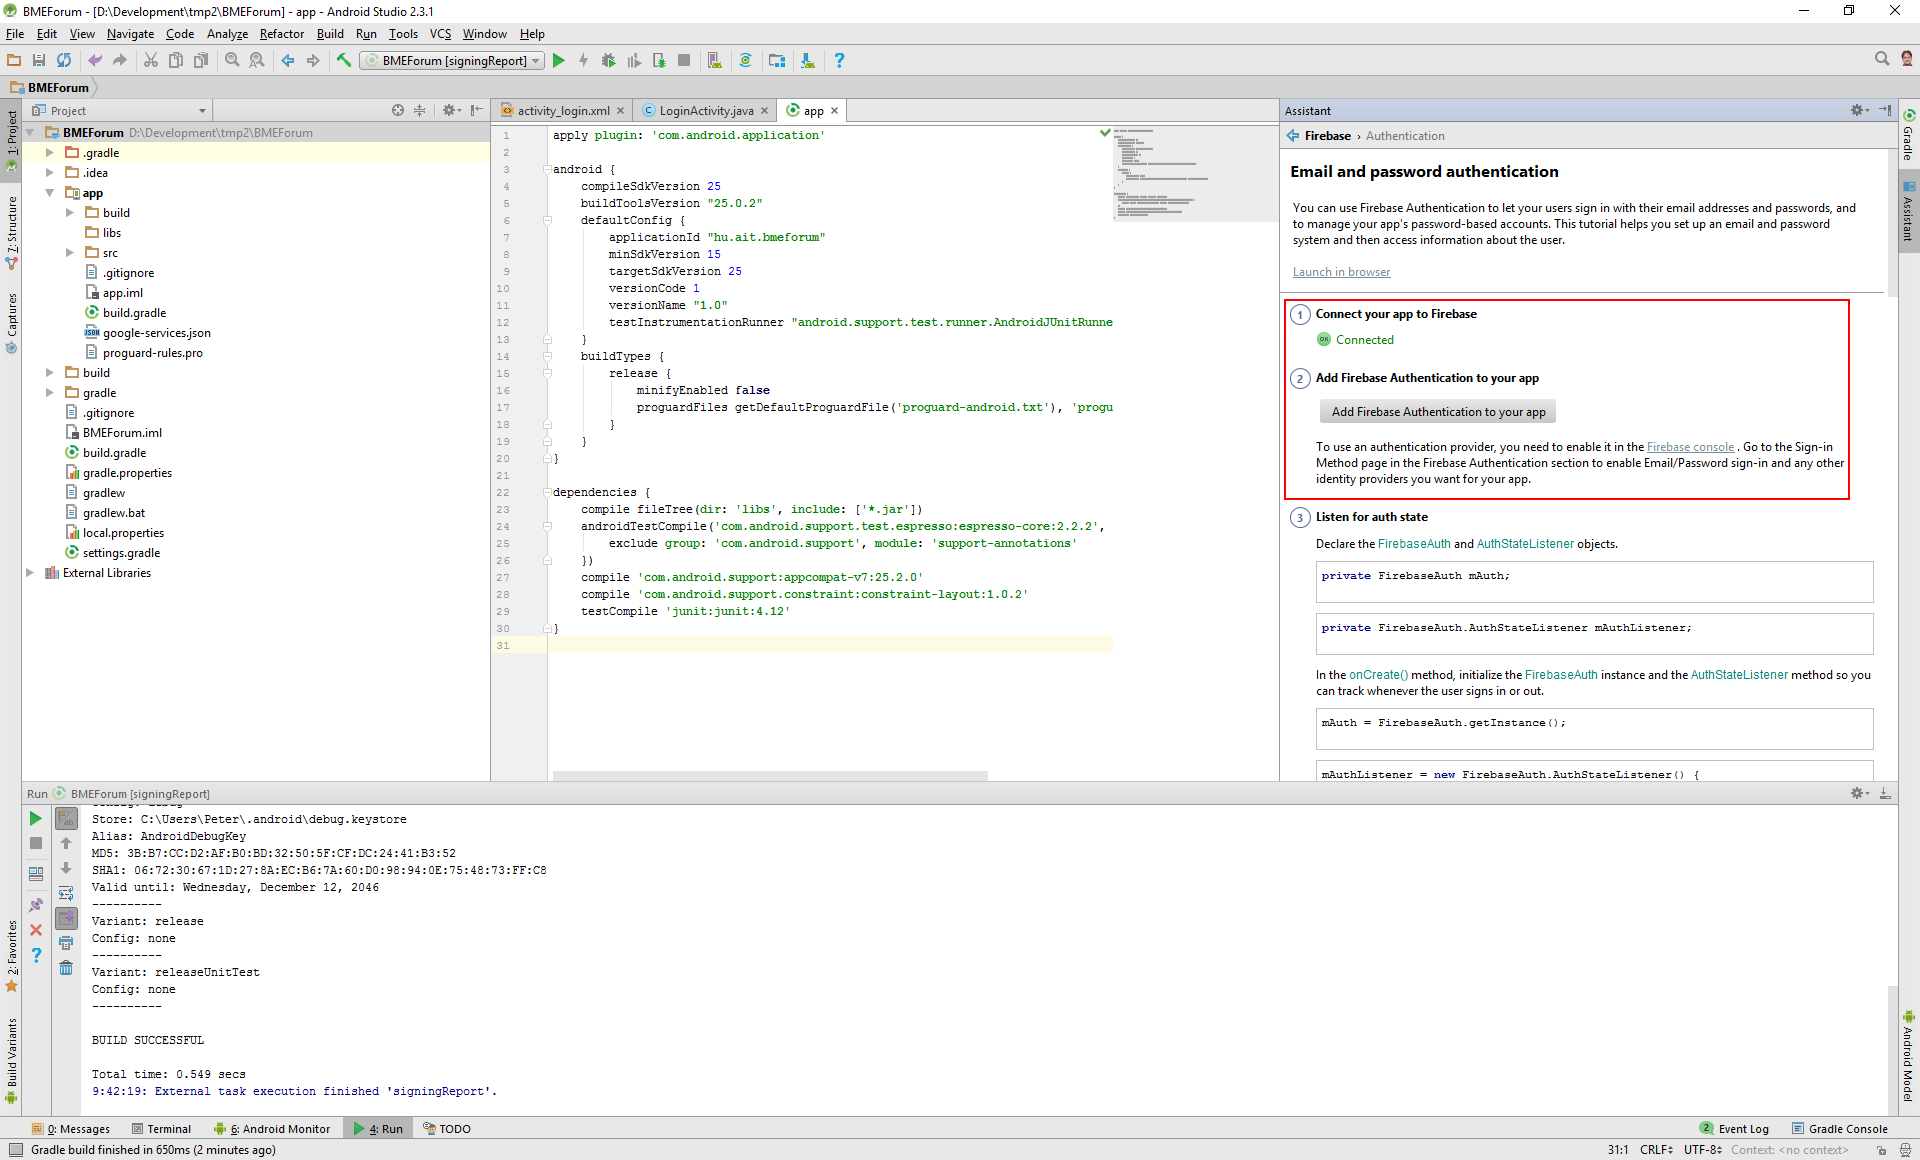 BMEForum - [D:\Development\tmp2\BMEForum] - app - Android Studio 2.3.1
File Edit View Navigate Code Analyze Refactor Build Run Tools VCS Window Help
BMEForum [signingReport]
BMEForum
Project
1: Project
7: Structure
Captures
2: Favorites
Build Variants
BMEForum D:\Development\tmp2\BMEForum
.gradle
.idea
app
build
libs
src
.gitignore
app.iml
build.gradle
google-services.json
proguard-rules.pro
build
gradle
.gitignore
BMEForum.iml
build.gradle
gradle.properties
gradlew
gradlew.bat
local.properties
settings.gradle
External Libraries
activity_login.xml LoginActivity.java app
1 apply plugin: 'com.android.application'
2
3 android {
4 compileSdkVersion 25
5 buildToolsVersion "25.0.2"
6 defaultConfig {
7 applicationId "hu.ait.bmeforum"
8 minSdkVersion 15
9 targetSdkVersion 25
10 versionCode 1
11 versionName "1.0"
12 testInstrumentationRunner "android.support.test.runner.AndroidJUnitRunne
13 }
14 buildTypes {
15 release {
16 minifyEnabled false
17 proguardFiles getDefaultProguardFile('proguard-android.txt'), 'progu
18 }
19 }
20 }
21
22 dependencies {
23 compile fileTree(dir: 'libs', include: ['*.jar'])
24 androidTestCompile('com.android.support.test.espresso:espresso-core:2.2.2',
25 exclude group: 'com.android.support', module: 'support-annotations'
26 })
27 compile 'com.android.support:appcompat-v7:25.2.0'
28 compile 'com.android.support.constraint:constraint-layout:1.0.2'
29 testCompile 'junit:junit:4.12'
30 }
31
Assistant
Firebase › Authentication
Email and password authentication
You can use Firebase Authentication to let your users sign in with their email addresses and passwords, and
to manage your app's password-based accounts. This tutorial helps you set up an email and password
system and then access information about the user.
Launch in browser
1 Connect your app to Firebase
ON Connected
2 Add Firebase Authentication to your app
Add Firebase Authentication to your app
To use an authentication provider, you need to enable it in the Firebase console . Go to the Sign-in
Method page in the Firebase Authentication section to enable Email/Password sign-in and any other
identity providers you want for your app.
3 Listen for auth state
Declare the FirebaseAuth and AuthStateListener objects.
private FirebaseAuth mAuth;
private FirebaseAuth.AuthStateListener mAuthListener;
In the onCreate() method, initialize the FirebaseAuth instance and the AuthStateListener method so you
can track whenever the user signs in or out.
mAuth = FirebaseAuth.getInstance();
mAuthListener = new FirebaseAuth.AuthStateListener() {
Gradle
Assistant
Android Model
Run BMEForum [signingReport]
Store: C:\Users\Peter\.android\debug.keystore
Alias: AndroidDebugKey
MD5: 3B:B7:CC:D2:AF:B0:BD:32:50:5F:CF:DC:24:41:B3:52
SHA1: 06:72:30:67:1D:27:8A:EC:B6:7A:60:D0:98:94:0E:75:48:73:FF:C8
Valid until: Wednesday, December 12, 2046
----------
Variant: release
Config: none
----------
Variant: releaseUnitTest
Config: none
----------
BUILD SUCCESSFUL
Total time: 0.549 secs
9:42:19: External task execution finished 'signingReport'.
0: Messages Terminal 6: Android Monitor 4: Run TODO 2 Event Log Gradle Console
Gradle build finished in 650ms (2 minutes ago) 31:1 CRLF UTF-8 Context: <no context>